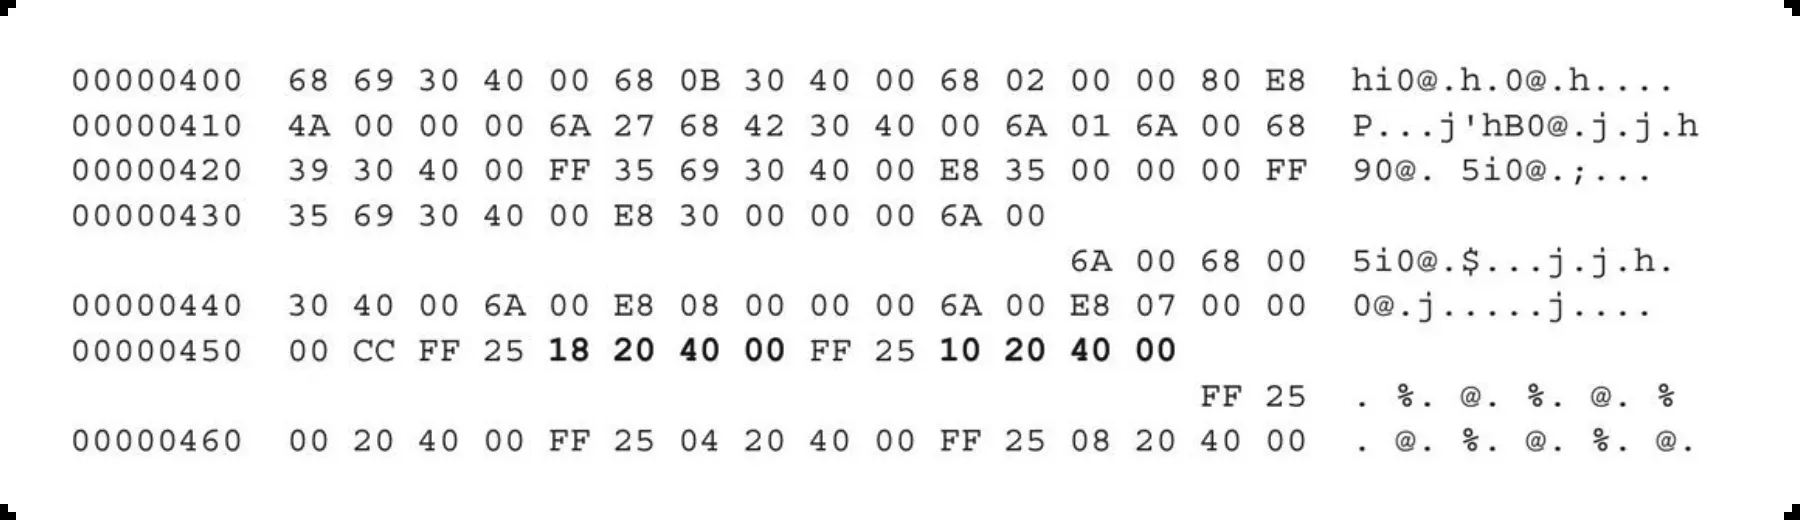 00000400 68 69 30 40 00 68 0B 30 40 00 68 02 00 00 80 E8 hi0@.h.0@.h....
00000410 4A 00 00 00 6A 27 68 42 30 40 00 6A 01 6A 00 68 P...j'hB0@.j.j.h
00000420 39 30 40 00 FF 35 69 30 40 00 E8 35 00 00 00 FF 90@. 5i0@.;...
00000430 35 69 30 40 00 E8 30 00 00 00 6A 00
6A 00 68 00 5i0@.$...j.j.h.
00000440 30 40 00 6A 00 E8 08 00 00 00 6A 00 E8 07 00 00 0@.j.....j....
00000450 00 CC FF 25 18 20 40 00 FF 25 10 20 40 00
FF 25 . %. @. %. @. %
00000460 00 20 40 00 FF 25 04 20 40 00 FF 25 08 20 40 00 . @. %. @. %. @.